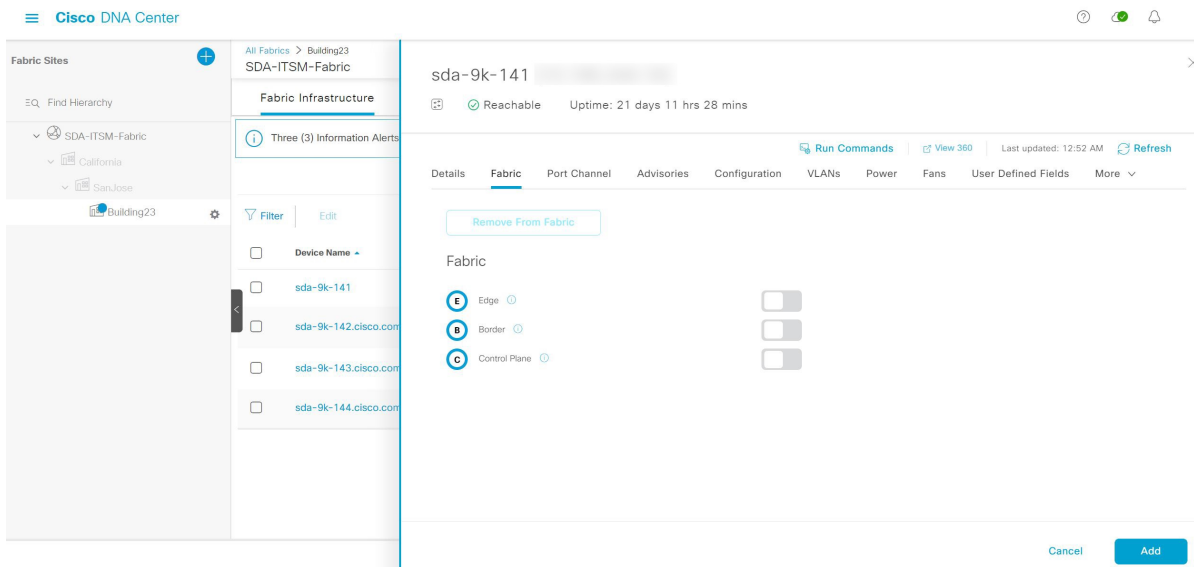 Cisco DNA Center
Fabric Sites
Find Hierarchy
SDA-ITSM-Fabric
California
SanJose
Building23
All Fabrics > Building23
SDA-ITSM-Fabric
Fabric Infrastructure
Three (3) Information Alerts
Filter
Edit
Device Name
sda-9k-141
sda-9k-142.cisco.com
sda-9k-143.cisco.com
sda-9k-144.cisco.com
sda-9k-141
Reachable Uptime: 21 days 11 hrs 28 mins
Run Commands View 360 Last updated: 12:52 AM Refresh
Details Fabric Port Channel Advisories Configuration VLANs Power Fans User Defined Fields More
Remove From Fabric
Fabric
E Edge
B Border
C Control Plane
Cancel Add